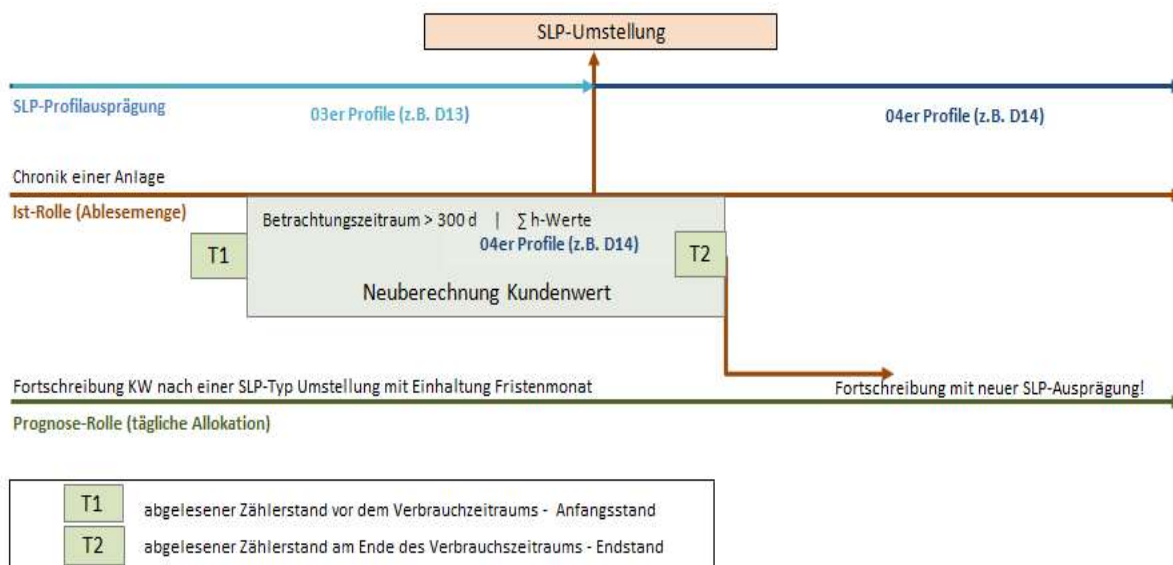 SLP-Umstellung
SLP-Profilausprägung
03er Profile (z.B. D13)
04er Profile (z.B. D14)
Chronik einer Anlage
Ist-Rolle (Ablesemenge)
Betrachtungszeitraum > 300 d | ∑ h-Werte
04er Profile (z.B. D14)
T1
T2
Neuberechnung Kundenwert
Fortschreibung KW nach einer SLP-Typ Umstellung mit Einhaltung Fristenmonat
Fortschreibung mit neuer SLP-Ausprägung!
Prognose-Rolle (tägliche Allokation)
T1 abgelesener Zählerstand vor dem Verbrauchzeitraums - Anfangsstand
T2 abgelesener Zählerstand am Ende des Verbrauchszeitraums - Endstand